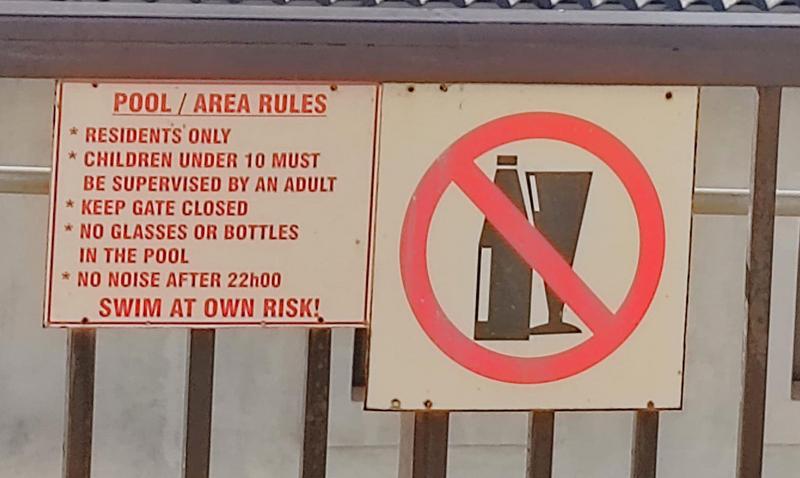 POOL / AREA RULES
* RESIDENTS ONLY
* CHILDREN UNDER 10 MUST
BE SUPERVISED BY AN ADULT
* KEEP GATE CLOSED
* NO GLASSES OR BOTTLES
IN THE POOL
* NO NOISE AFTER 22h00
SWIM AT OWN RISK!